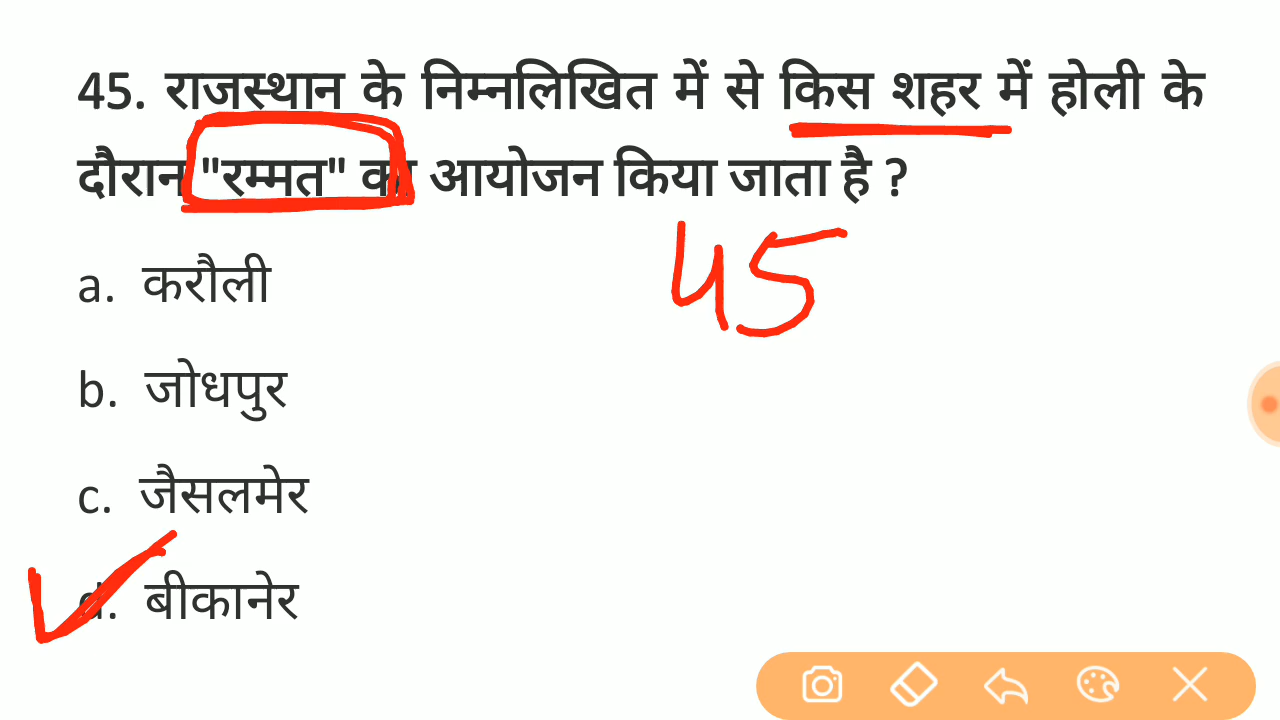 45. राजस्थान के निम्नलिखित में से किस शहर में होली के
दौरान "रम्मत" का आयोजन किया जाता है ?
45
a. करौली
b. जोधपुर
c. जैसलमेर
d. बीकानेर